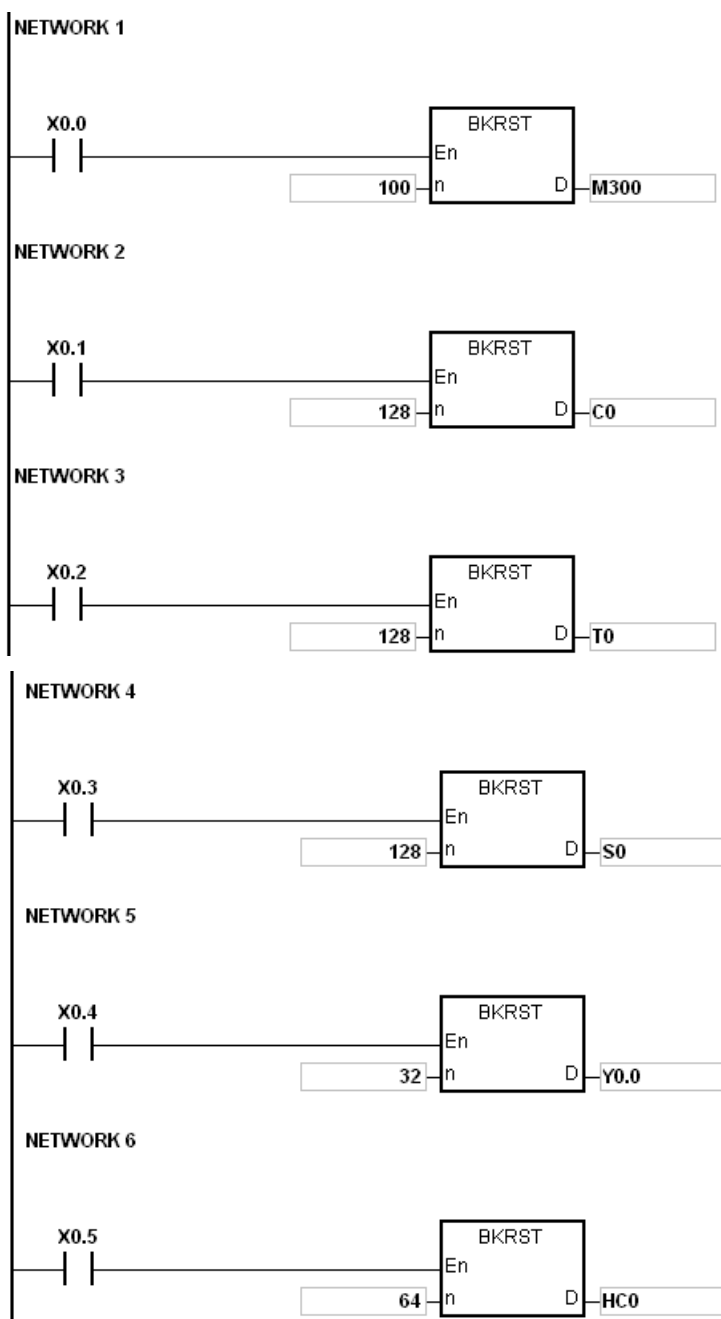 NETWORK 1
X0.0
BKRST
En
100 n D M300
NETWORK 2
X0.1
BKRST
En
128 n D C0
NETWORK 3
X0.2
BKRST
En
128 n D T0
NETWORK 4
X0.3
BKRST
En
128 n D S0
NETWORK 5
X0.4
BKRST
En
32 n D Y0.0
NETWORK 6
X0.5
BKRST
En
64 n D HC0